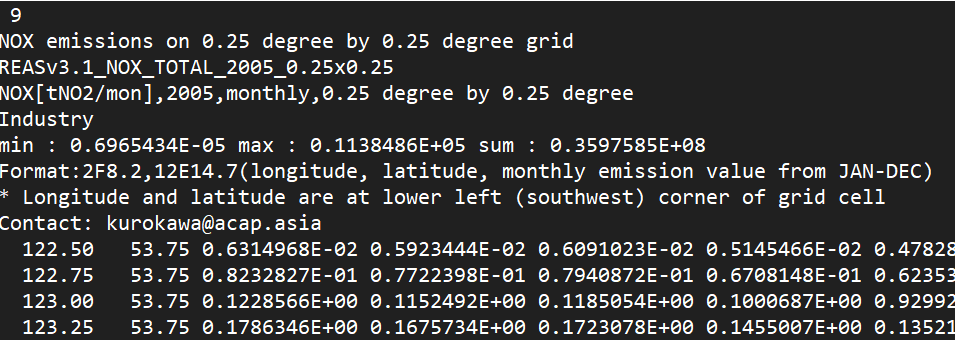 9
NOX emissions on 0.25 degree by 0.25 degree grid
REASv3.1_NOX_TOTAL_2005_0.25x0.25
NOX[tNO2/mon],2005,monthly,0.25 degree by 0.25 degree
Industry
min : 0.6965434E-05 max : 0.1138486E+05 sum : 0.3597585E+08
Format:2F8.2,12E14.7(longitude, latitude, monthly emission value from JAN-DEC)
* Longitude and latitude are at lower left (southwest) corner of grid cell
Contact: kurokawa@acap.asia
122.50 53.75 0.6314968E-02 0.5923444E-02 0.6091023E-02 0.5145466E-02 0.47828
122.75 53.75 0.8232827E-01 0.7722398E-01 0.7940872E-01 0.6708148E-01 0.62353
123.00 53.75 0.1228566E+00 0.1152492E+00 0.1185054E+00 0.1000687E+00 0.92992
123.25 53.75 0.1786346E+00 0.1675734E+00 0.1723078E+00 0.1455007E+00 0.13521